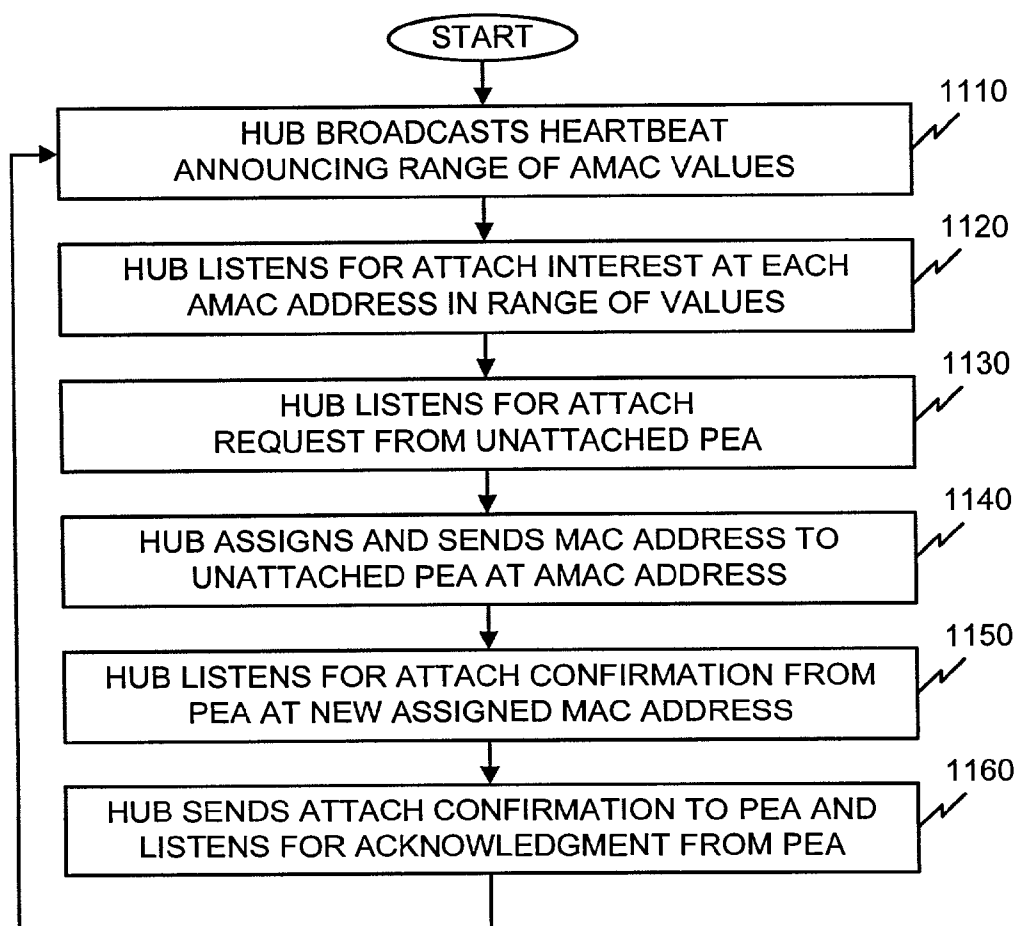 START
1110
HUB BROADCASTS HEARTBEAT
ANNOUNCING RANGE OF AMAC VALUES
1120
HUB LISTENS FOR ATTACH INTEREST AT EACH
AMAC ADDRESS IN RANGE OF VALUES
1130
HUB LISTENS FOR ATTACH
REQUEST FROM UNATTACHED PEA
1140
HUB ASSIGNS AND SENDS MAC ADDRESS TO
UNATTACHED PEA AT AMAC ADDRESS
1150
HUB LISTENS FOR ATTACH CONFIRMATION FROM
PEA AT NEW ASSIGNED MAC ADDRESS
1160
HUB SENDS ATTACH CONFIRMATION TO PEA AND
LISTENS FOR ACKNOWLEDGMENT FROM PEA